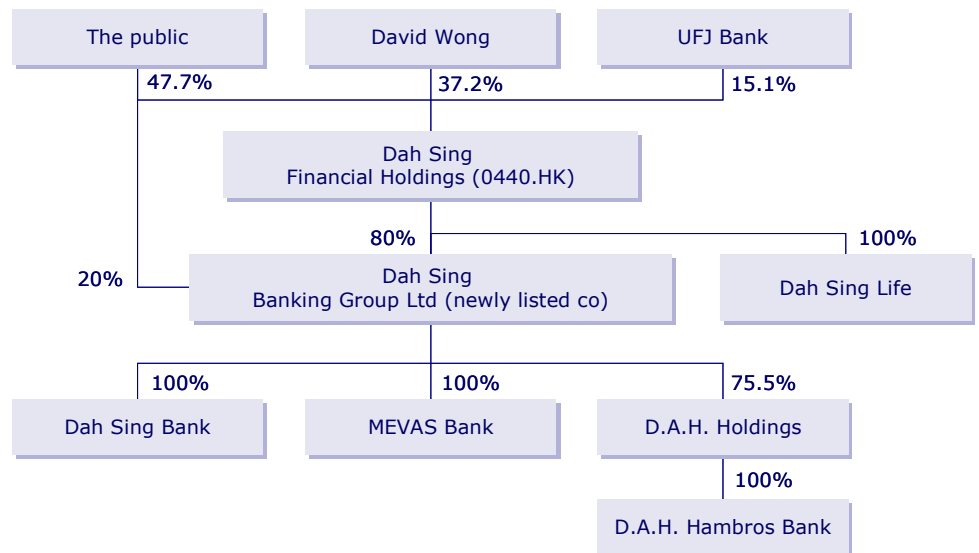 The public
David Wong
UFJ Bank
47.7%
37.2%
15.1%
Dah Sing
Financial Holdings (0440.HK)
80%
100%
20%
Dah Sing
Banking Group Ltd (newly listed co)
Dah Sing Life
100%
100%
75.5%
Dah Sing Bank
MEVAS Bank
D.A.H. Holdings
100%
D.A.H. Hambros Bank